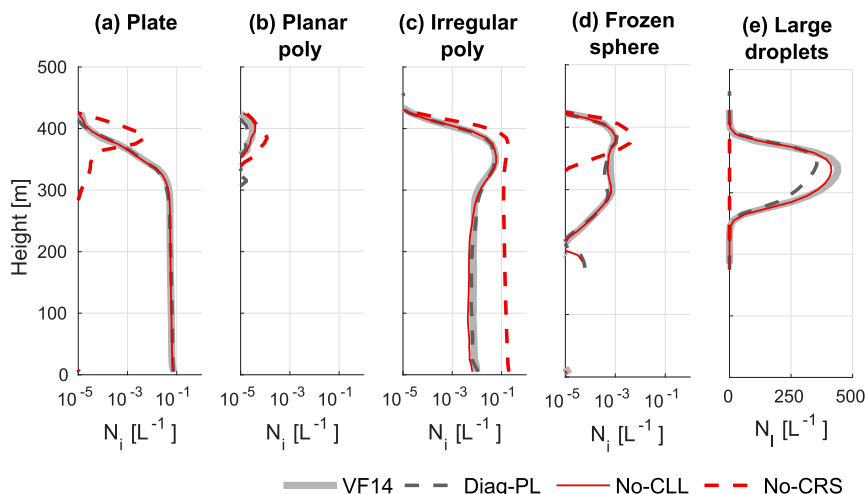 (a) Plate
(b) Planar
poly
(c) Irregular
poly
(d) Frozen
sphere
(e) Large
droplets
Height [m]
500
400
300
200
100
0
10^-5 10^-3 10^-1
N_i [L^-1]
10^-5 10^-3 10^-1
N_i [L^-1]
10^-5 10^-3 10^-1
N_i [L^-1]
10^-5 10^-3 10^-1
N_i [L^-1]
0 250 500
N_l [L^-1]
VF14 Diag-PL No-CLL No-CRS